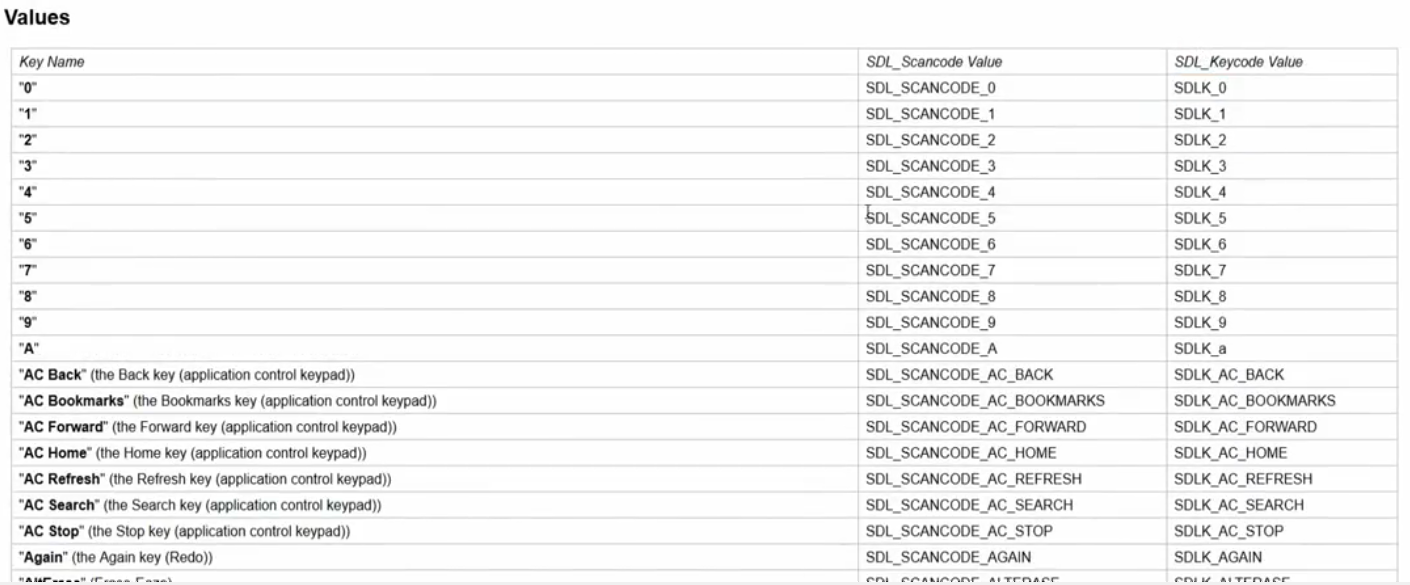 Values
Key Name SDL_Scancode Value SDL_Keycode Value
"0" SDL_SCANCODE_0 SDLK_0
"1" SDL_SCANCODE_1 SDLK_1
"2" SDL_SCANCODE_2 SDLK_2
"3" SDL_SCANCODE_3 SDLK_3
"4" SDL_SCANCODE_4 SDLK_4
"5" SDL_SCANCODE_5 SDLK_5
"6" SDL_SCANCODE_6 SDLK_6
"7" SDL_SCANCODE_7 SDLK_7
"8" SDL_SCANCODE_8 SDLK_8
"9" SDL_SCANCODE_9 SDLK_9
"A" SDL_SCANCODE_A SDLK_a
"AC Back" (the Back key (application control keypad)) SDL_SCANCODE_AC_BACK SDLK_AC_BACK
"AC Bookmarks" (the Bookmarks key (application control keypad)) SDL_SCANCODE_AC_BOOKMARKS SDLK_AC_BOOKMARKS
"AC Forward" (the Forward key (application control keypad)) SDL_SCANCODE_AC_FORWARD SDLK_AC_FORWARD
"AC Home" (the Home key (application control keypad)) SDL_SCANCODE_AC_HOME SDLK_AC_HOME
"AC Refresh" (the Refresh key (application control keypad)) SDL_SCANCODE_AC_REFRESH SDLK_AC_REFRESH
"AC Search" (the Search key (application control keypad)) SDL_SCANCODE_AC_SEARCH SDLK_AC_SEARCH
"AC Stop" (the Stop key (application control keypad)) SDL_SCANCODE_AC_STOP SDLK_AC_STOP
"Again" (the Again key (Redo)) SDL_SCANCODE_AGAIN SDLK_AGAIN